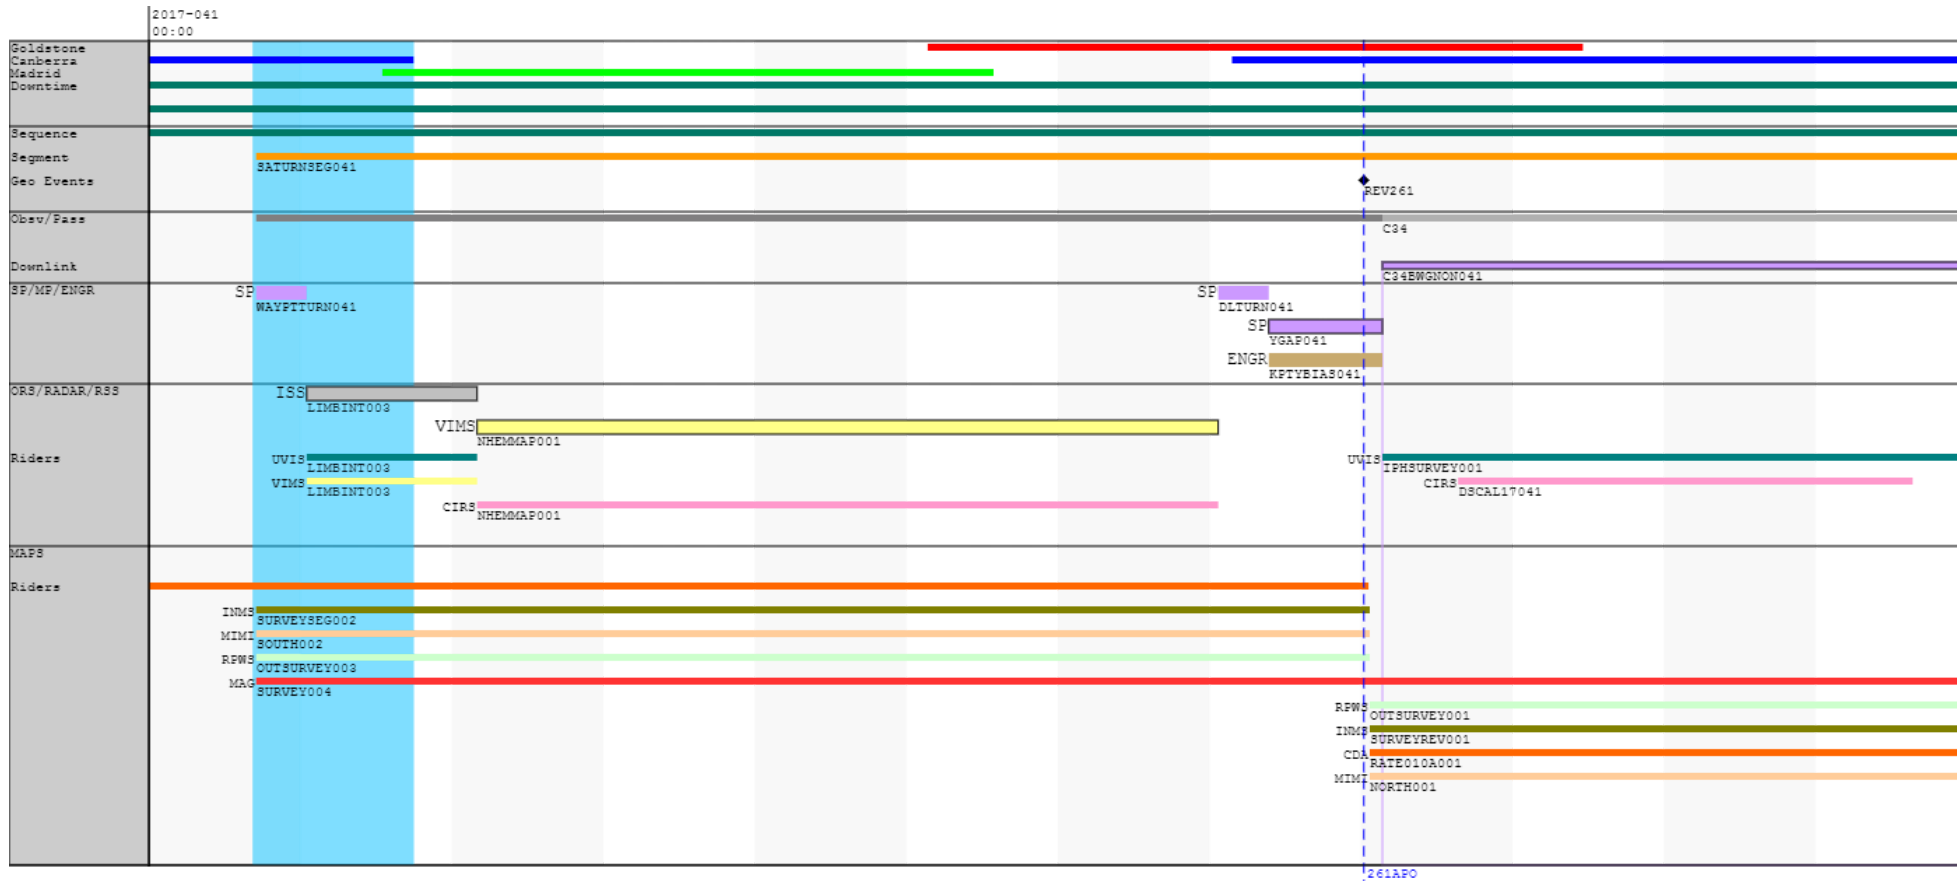 2017-041
00:00
Goldstone
Canberra
Madrid
Downtime
Sequence
Segment
SATURNSEG041
Geo Events
REV261
Obsv/Pass
C34
Downlink
C34BWGNON041
SP/MP/ENGR
SP
WAYPTTURN041
SP
DLTURN041
SP
YGAP041
ENGR
KPTYBIAS041
ORS/RADAR/RSS
ISS
LIMBINT003
VIMS
NHEMMAP001
Riders
UVIS
LIMBINT003
UVIS
IPHSURVEY001
VIMS
LIMBINT003
CIRS
DSCAL17041
CIRS
NHEMMAP001
MAPS
Riders
INMS
SURVEYSEG002
MIMI
SOUTH002
RPWS
OUTSURVEY003
MAG
SURVEY004
RPWS
OUTSURVEY001
INMS
SURVEYREV001
CDA
RATE010A001
MIMI
NORTH001
261APO